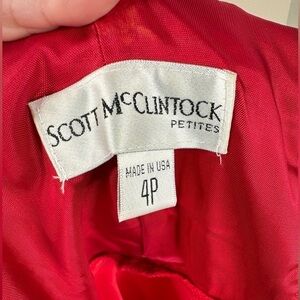 SCOTT McCLINTOCK
PETITES
MADE IN USA
4P